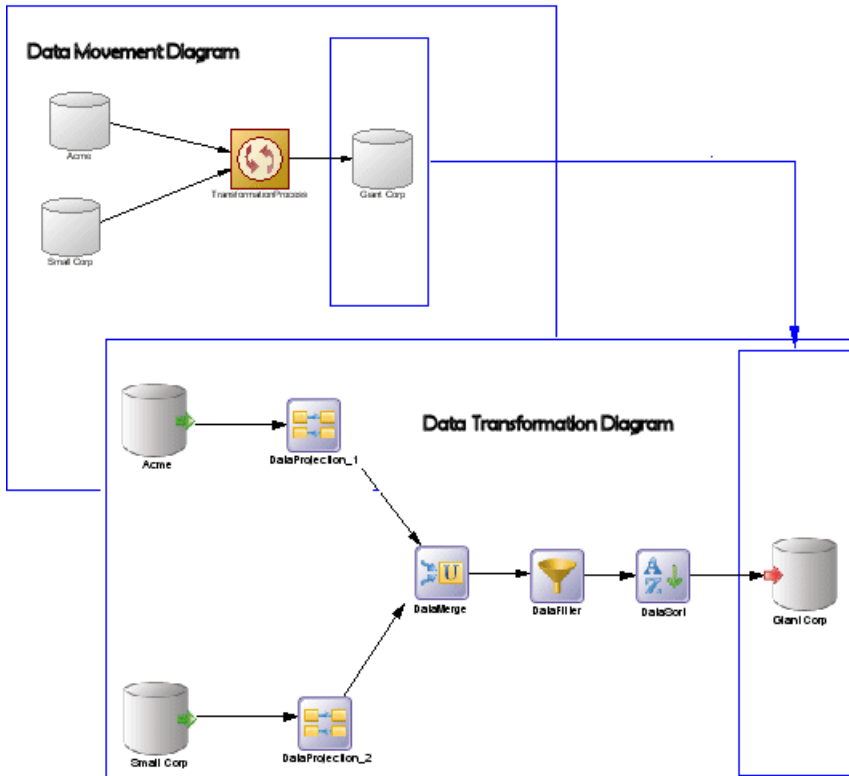 Data Movement Diagram
Acme
TransformationProcess
Giant Corp
Small Corp
Data Transformation Diagram
Acme
DataProjection_1
U
DataMerge
DataFilter
A
Z
DataSort
Giant Corp
Small Corp
DataProjection_2